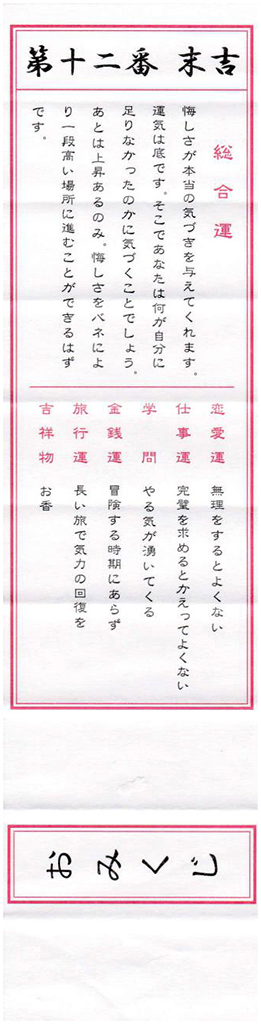 第十二番 末吉
総合運
悔しさが本当の気づきを与えてくれます。
運気は底です。そこであなたは何が自分に
足りなかったのかに気づくことでしょう。
あとは上昇あるのみ。悔しさをバネによ
り一段高い場所に進むことができるはず
です。
恋愛運 無理をするとよくない
仕事運 完璧を求めるとかえってよくない
学問 やる気が湧いてくる
金銭運 冒険する時期にあらず
旅行運 長い旅で気力の回復を
吉祥物 お香
おみくじ